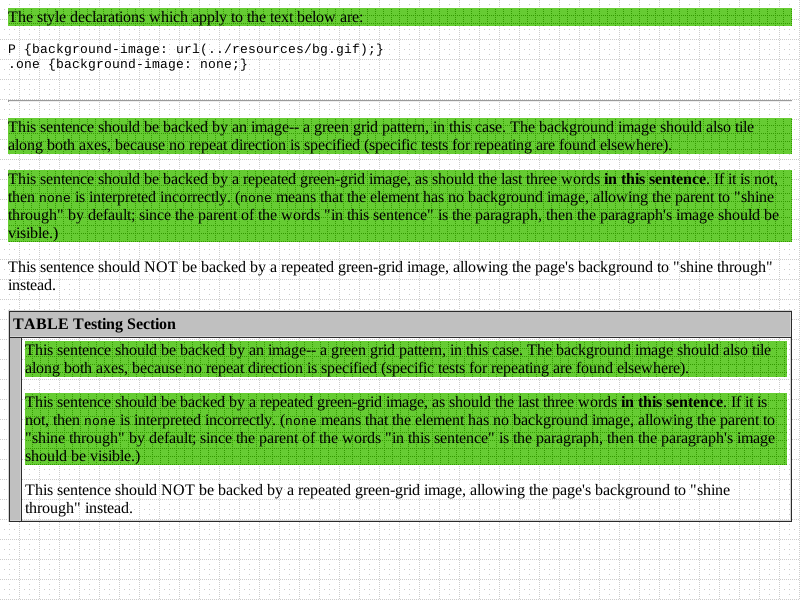 The style declarations which apply to the text below are:
P {background-image: url(../resources/bg.gif);}
.one {background-image: none;}
This sentence should be backed by an image-- a green grid pattern, in this case. The background image should also tile
along both axes, because no repeat direction is specified (specific tests for repeating are found elsewhere).
This sentence should be backed by a repeated green-grid image, as should the last three words in this sentence. If it is not,
then none is interpreted incorrectly. (none means that the element has no background image, allowing the parent to "shine
through" by default; since the parent of the words "in this sentence" is the paragraph, then the paragraph's image should be
visible.)
This sentence should NOT be backed by a repeated green-grid image, allowing the page's background to "shine through"
instead.
TABLE Testing Section
This sentence should be backed by an image-- a green grid pattern, in this case. The background image should also tile
along both axes, because no repeat direction is specified (specific tests for repeating are found elsewhere).
This sentence should be backed by a repeated green-grid image, as should the last three words in this sentence. If it is
not, then none is interpreted incorrectly. (none means that the element has no background image, allowing the parent to
"shine through" by default; since the parent of the words "in this sentence" is the paragraph, then the paragraph's image
should be visible.)
This sentence should NOT be backed by a repeated green-grid image, allowing the page's background to "shine
through" instead.